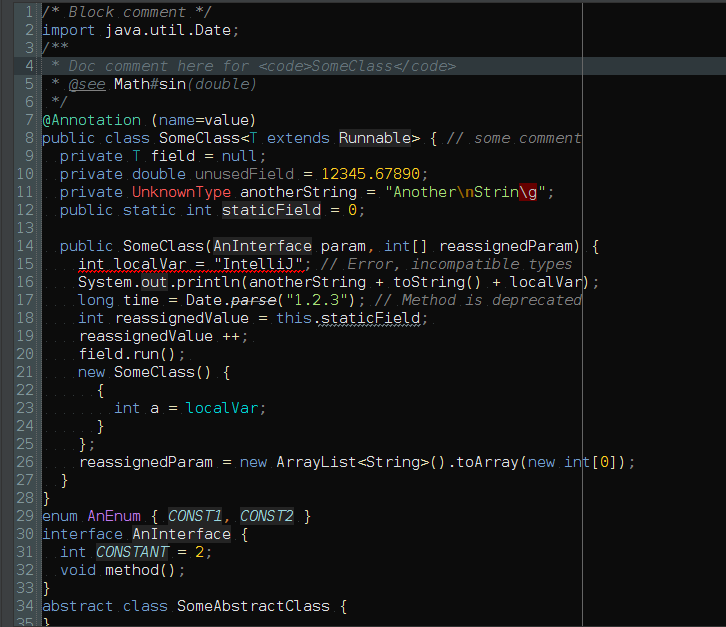 1 /* Block comment */
2 import java.util.Date;
3 /**
4  * Doc comment here for <code>SomeClass</code>
5  * @see Math#sin(double)
6  */
7 @Annotation (name=value)
8 public class SomeClass<T extends Runnable> { // some comment
9   private T field = null;
10   private double unusedField = 12345.67890;
11   private UnknownType anotherString = "Another\nStrin\g";
12   public static int staticField = 0;
13
14   public SomeClass(AnInterface param, int[] reassignedParam) {
15     int localVar = "IntelliJ"; // Error, incompatible types
16     System.out.println(anotherString + toString() + localVar);
17     long time = Date.parse("1.2.3"); // Method is deprecated
18     int reassignedValue = this.staticField;
19     reassignedValue ++;
20     field.run();
21     new SomeClass() {
22       {
23         int a = localVar;
24       }
25     };
26     reassignedParam = new ArrayList<String>().toArray(new int[0]);
27   }
28 }
29 enum AnEnum { CONST1, CONST2 }
30 interface AnInterface {
31   int CONSTANT = 2;
32   void method();
33 }
34 abstract class SomeAbstractClass {
35 }